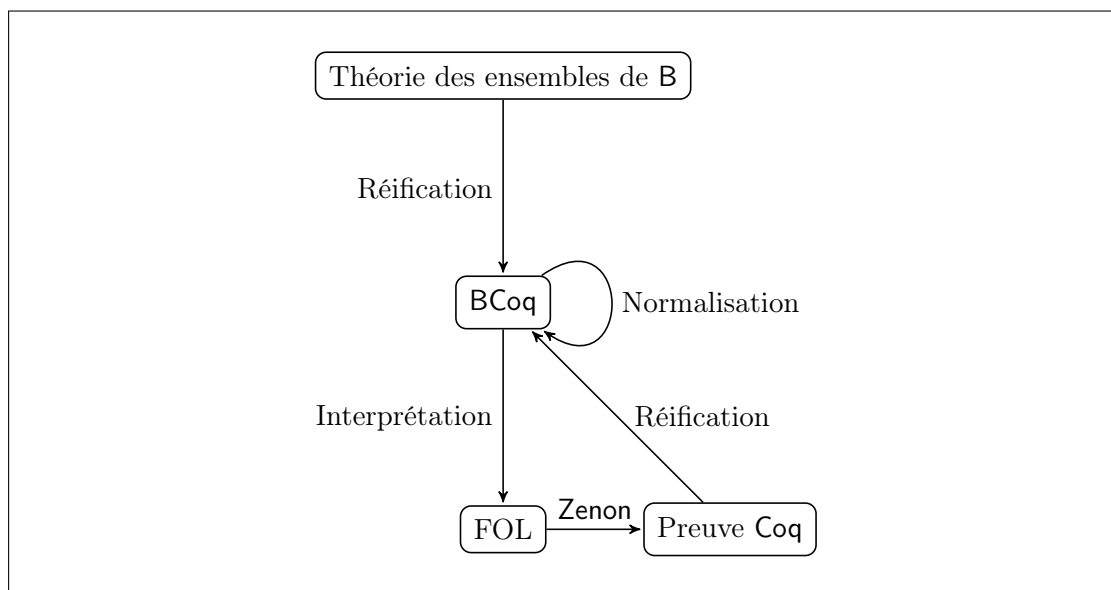 Théorie des ensembles de B
Réification
BCoq
Normalisation
Interprétation
Réification
Zenon
FOL
Preuve Coq